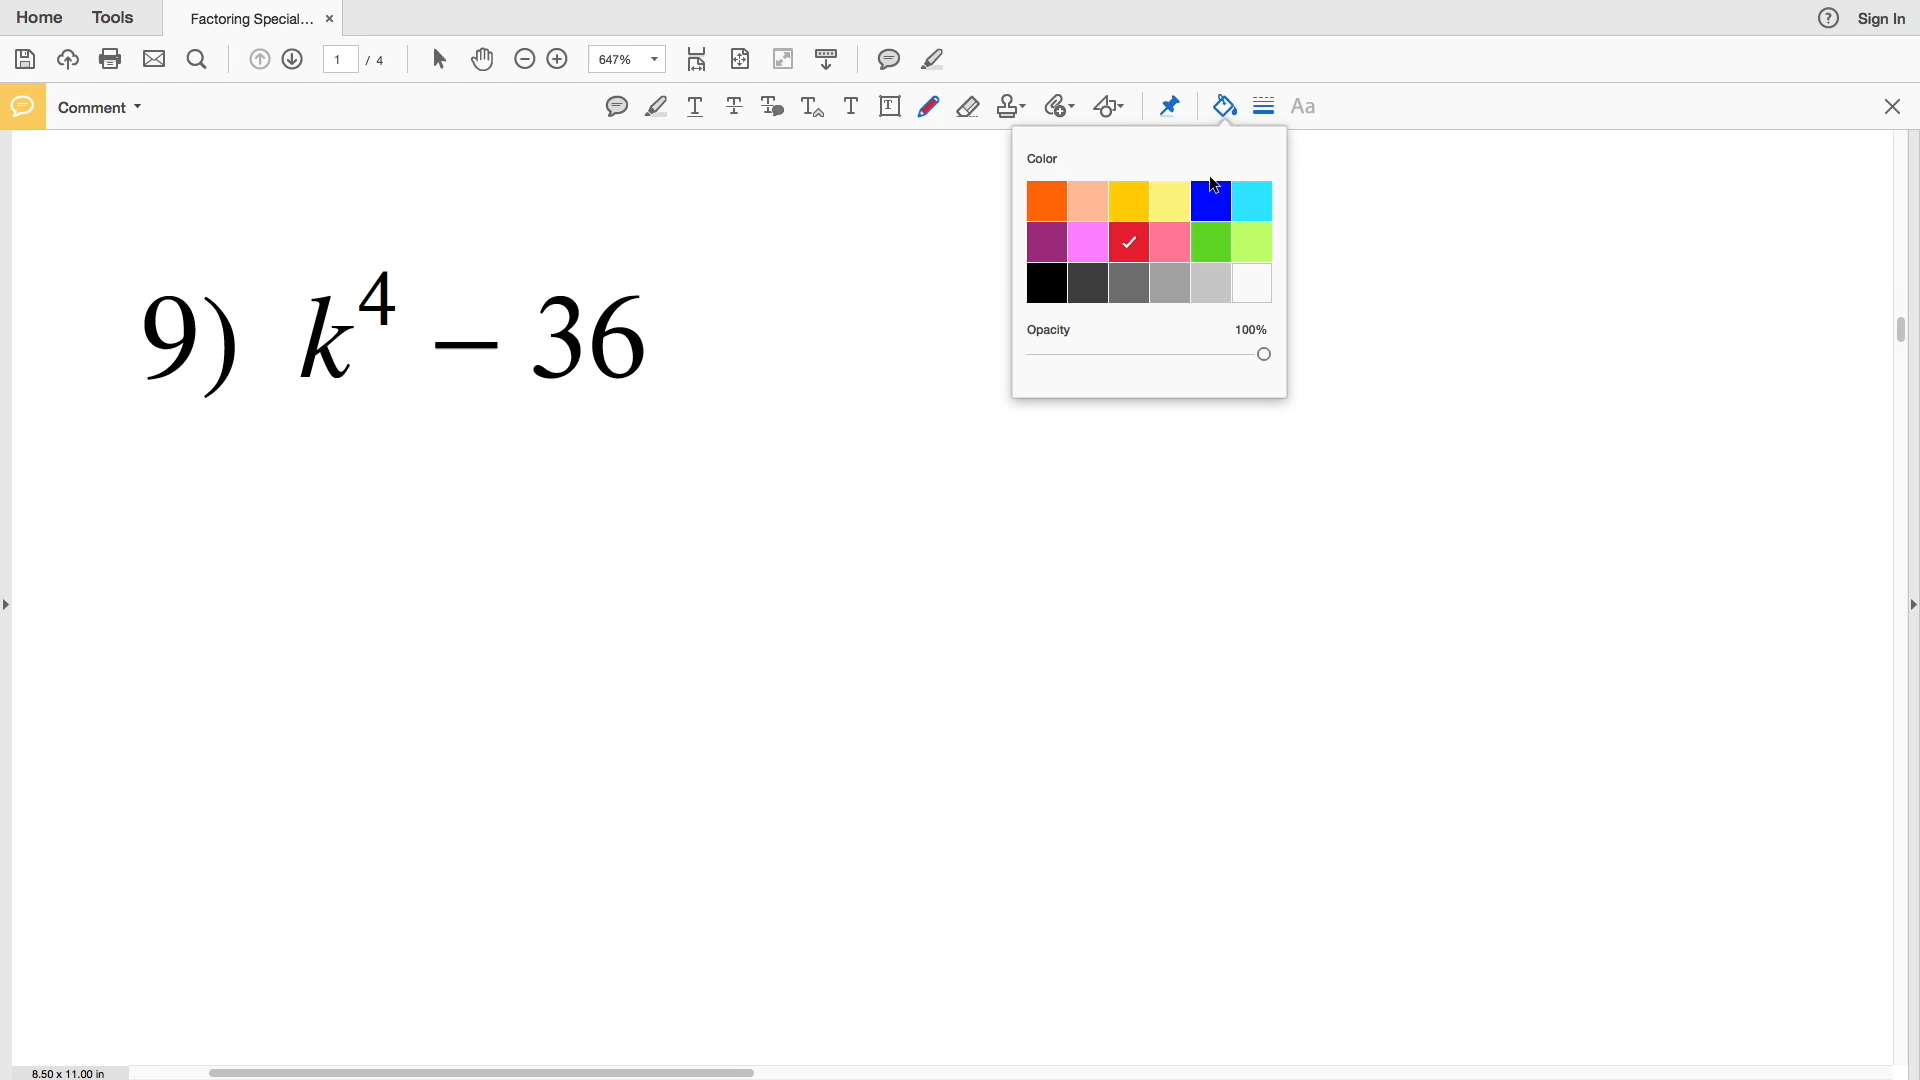 Home Tools Factoring Special... × ? Sign In
1 / 4 647%
Comment T T T T T T Aa
Color
Opacity 100%
9) k⁴ − 36
8.50 x 11.00 in